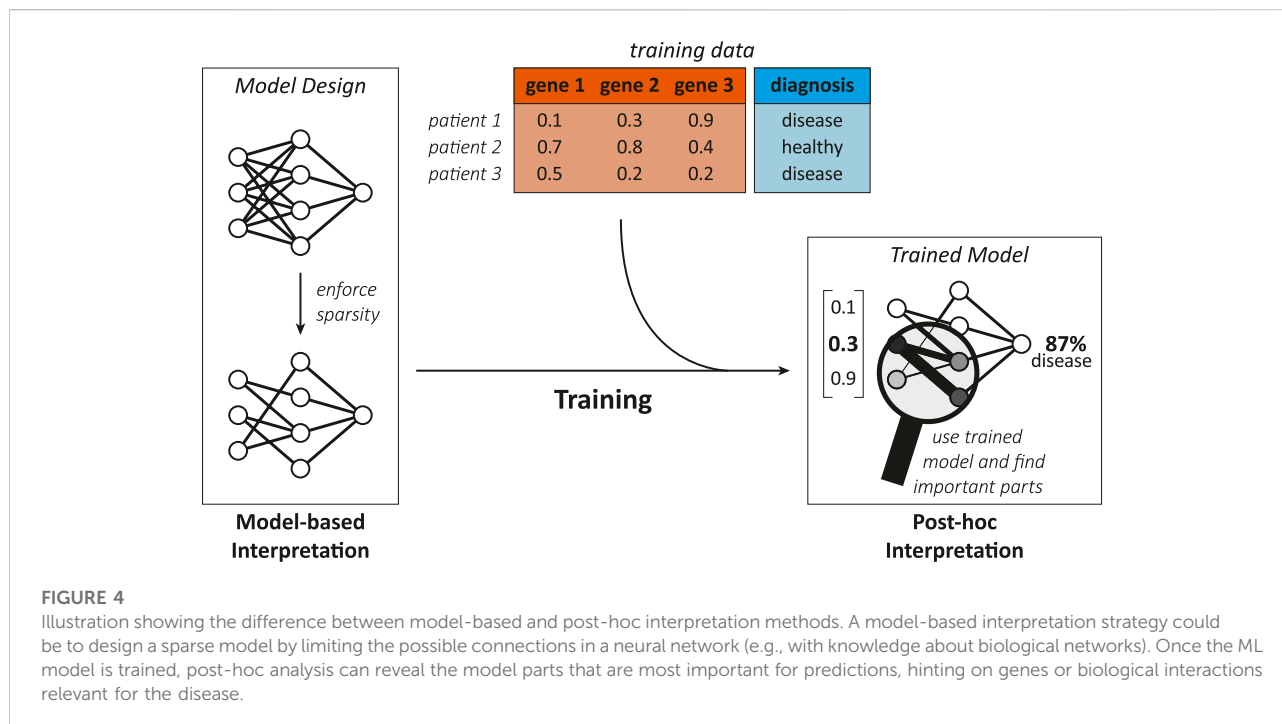 training data
Model Design
gene 1 gene 2 gene 3 diagnosis
patient 1 0.1 0.3 0.9 disease
patient 2 0.7 0.8 0.4 healthy
patient 3 0.5 0.2 0.2 disease
enforce
sparsity
Training
Trained Model
0.1
0.3
0.9
87%
disease
use trained
model and find
important parts
Model-based
Interpretation
Post-hoc
Interpretation
FIGURE 4
Illustration showing the difference between model-based and post-hoc interpretation methods. A model-based interpretation strategy could
be to design a sparse model by limiting the possible connections in a neural network (e.g., with knowledge about biological networks). Once the ML
model is trained, post-hoc analysis can reveal the model parts that are most important for predictions, hinting on genes or biological interactions
relevant for the disease.